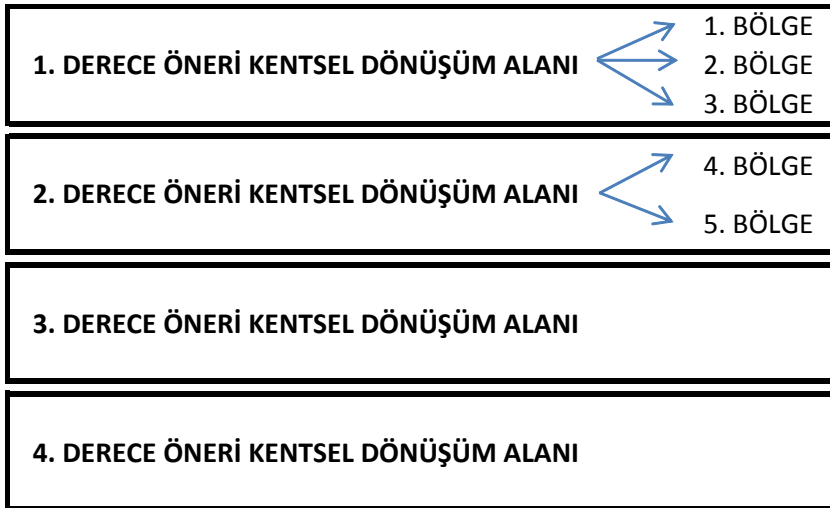 1. DERECE ÖNERİ KENTSEL DÖNÜŞÜM ALANI
1. BÖLGE
2. BÖLGE
3. BÖLGE
2. DERECE ÖNERİ KENTSEL DÖNÜŞÜM ALANI
4. BÖLGE
5. BÖLGE
3. DERECE ÖNERİ KENTSEL DÖNÜŞÜM ALANI
4. DERECE ÖNERİ KENTSEL DÖNÜŞÜM ALANI